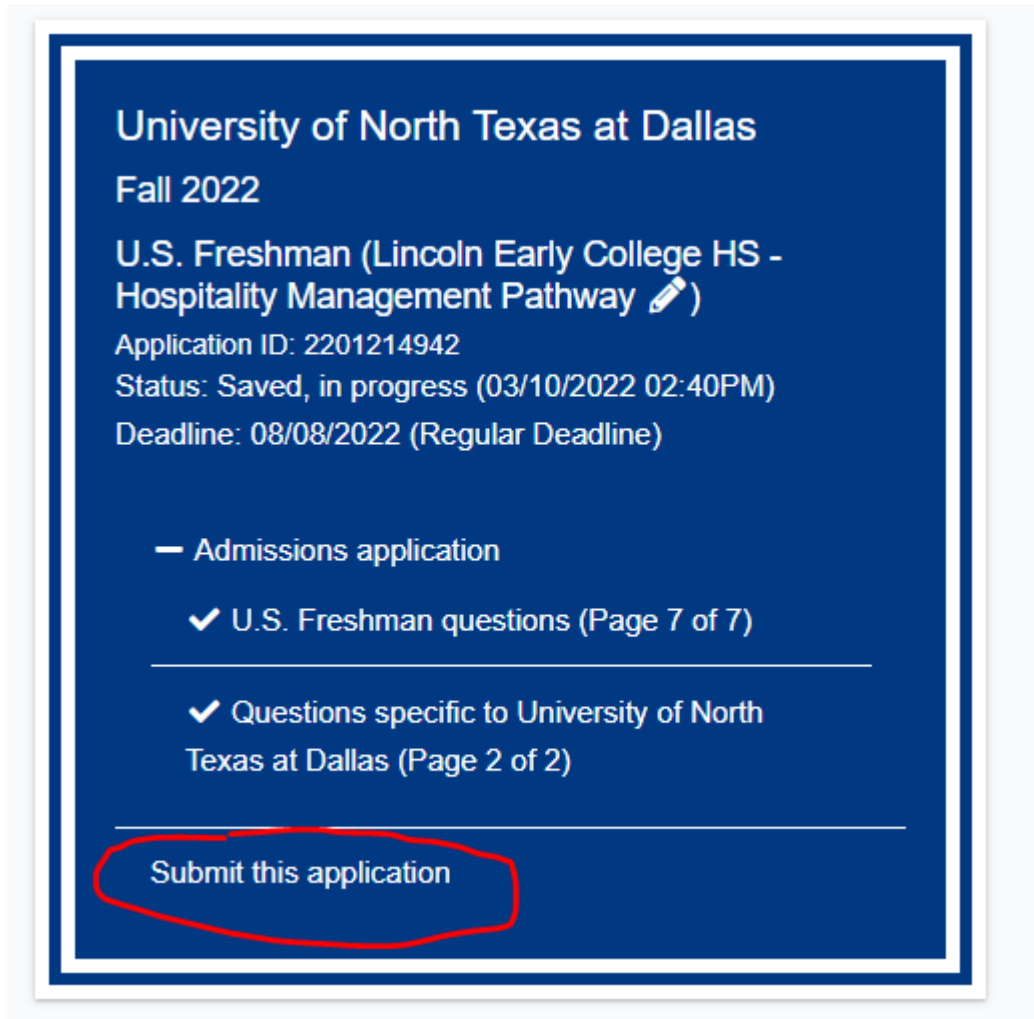 University of North Texas at Dallas
Fall 2022
U.S. Freshman (Lincoln Early College HS -
Hospitality Management Pathway )
Application ID: 2201214942
Status: Saved, in progress (03/10/2022 02:40PM)
Deadline: 08/08/2022 (Regular Deadline)
Admissions application
U.S. Freshman questions (Page 7 of 7)
Questions specific to University of North
Texas at Dallas (Page 2 of 2)
Submit this application